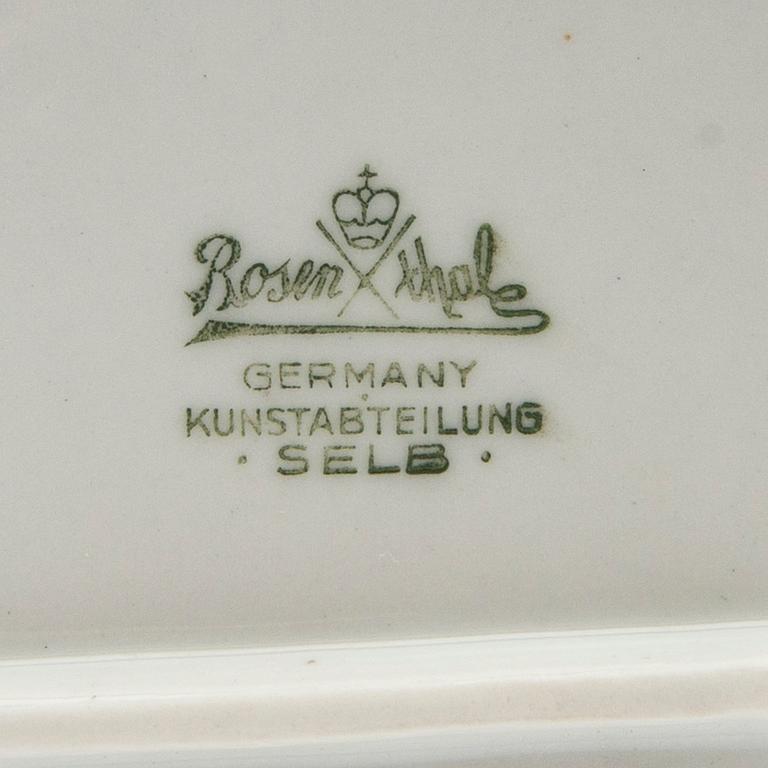 Rosenthal
GERMANY
KUNSTABTEILUNG
· SELB ·